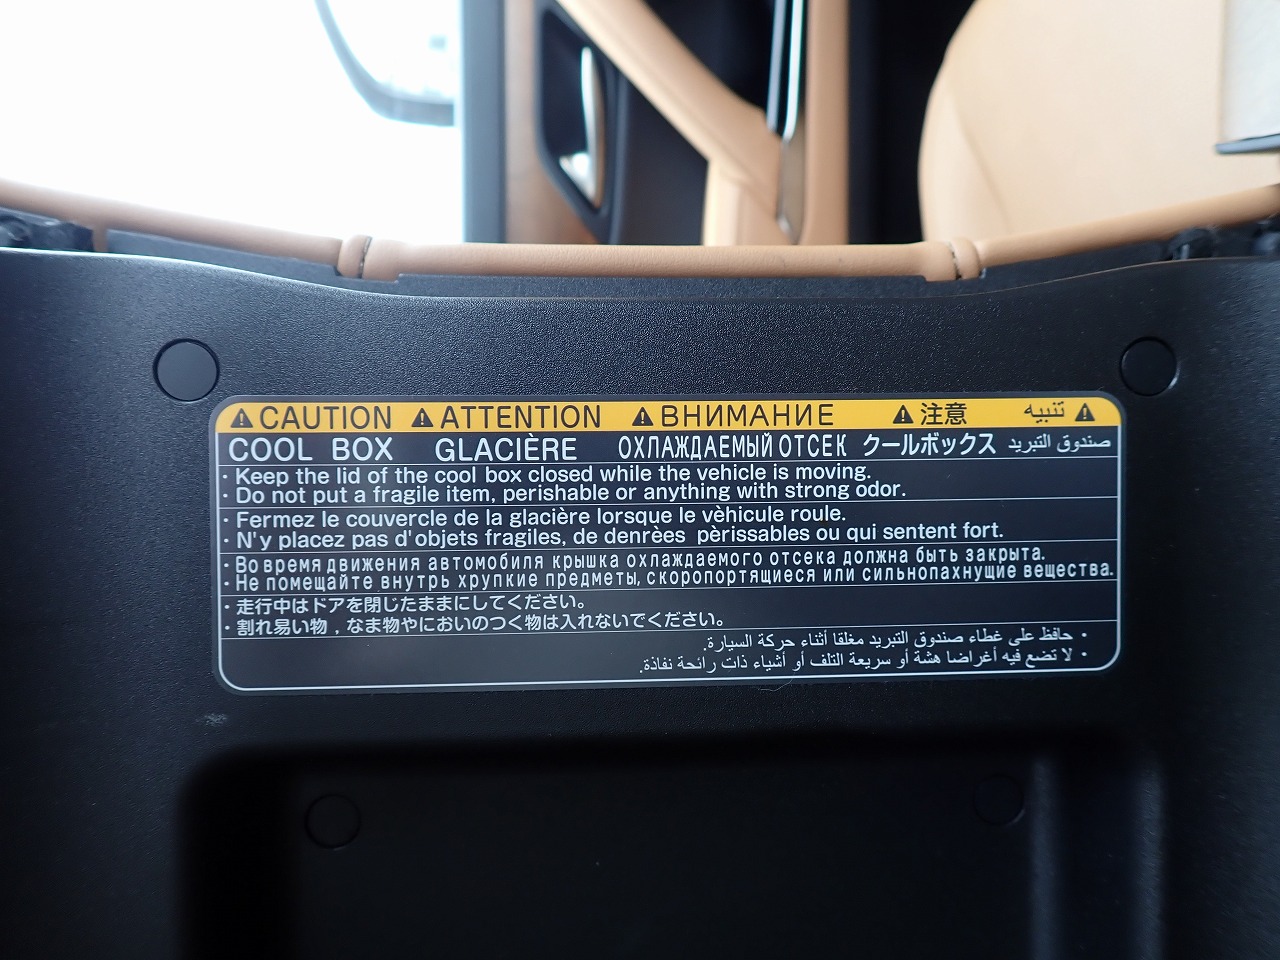 CAUTION ATTENTION ВНИМАНИЕ 注意 تنبيه
COOL BOX GLACIÈRE ОХЛАЖДАЕМЫЙ ОТСЕК クールボックス صندوق التبريد
・Keep the lid of the cool box closed while the vehicle is moving.
・Do not put a fragile item, perishable or anything with strong odor.
・Fermez le couvercle de la glacière lorsque le vèhicule roule.
・N'y placez pas d'objets fragiles, de denrèes pèrissables ou qui sentent fort.
・Во время движения автомобиля крышка охлаждаемого отсека должна быть закрыта.
・Не помещайте внутрь хрупкие предметы, скоропортящиеся или сильнопахнущие вещества.
・走行中はドアを閉じたままにしてください。
・割れ易い物，なま物やにおいのつく物は入れないでください。
・ حافظ على غطاء صندوق التبريد مغلقا أثناء حركة السيارة.
・ لا تضع فيه أغراضا هشة أو سريعة التلف أو أشياء ذات رائحة نفاذة.